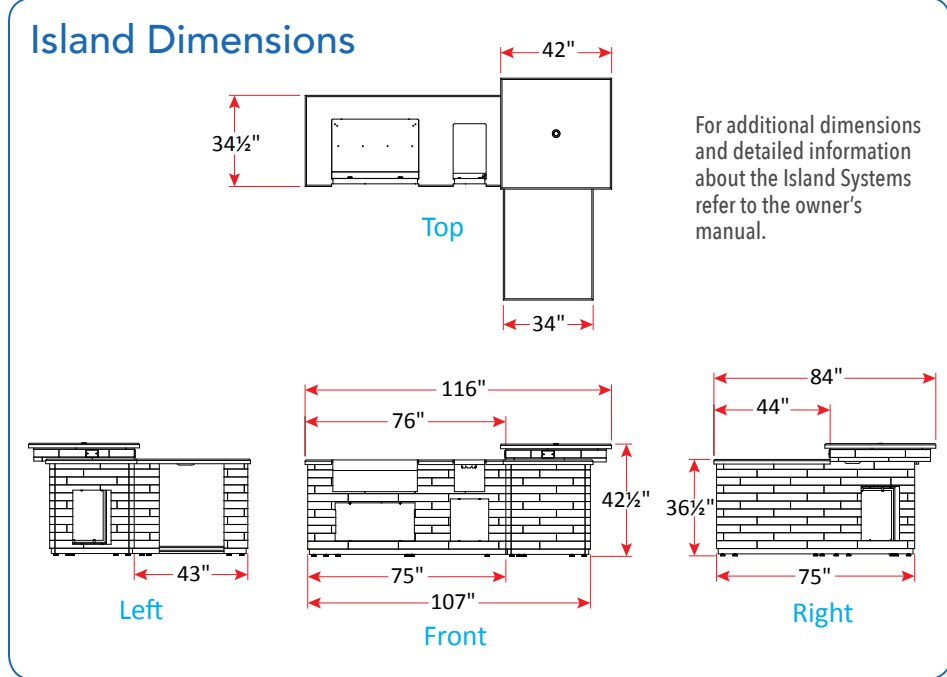 Island Dimensions
42"
34½"
Top
34"
For additional dimensions
and detailed information
about the Island Systems
refer to the owner's
manual.
43"
Left
116"
76"
42½"
75"
107"
Front
84"
44"
36½"
75"
Right